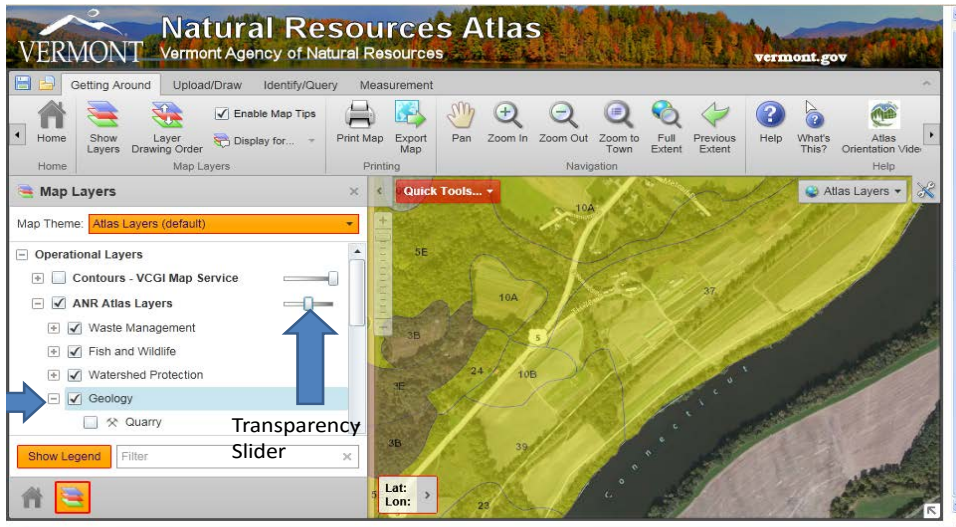 VERMONT
Natural Resources Atlas
Vermont Agency of Natural Resources
vermont.gov
Getting Around Upload/Draw Identify/Query Measurement
Home
Show Layers
Layer Drawing Order
Enable Map Tips
Display for...
Print Map
Export Map
Pan
Zoom In
Zoom Out
Zoom to Town
Full Extent
Previous Extent
Help
What's This?
Atlas Orientation Vide
Home Map Layers Printing Navigation Help
Map Layers
Quick Tools...
Atlas Layers
Map Theme: Atlas Layers (default)
Operational Layers
Contours - VCGI Map Service
ANR Atlas Layers
Waste Management
Fish and Wildlife
Watershed Protection
Geology
Quarry
Transparency
Slider
Show Legend Filter
10A
5E
10A
37
3B
5
24
10B
3E
39
3B
5
23
Connecticut
Lat:
Lon: